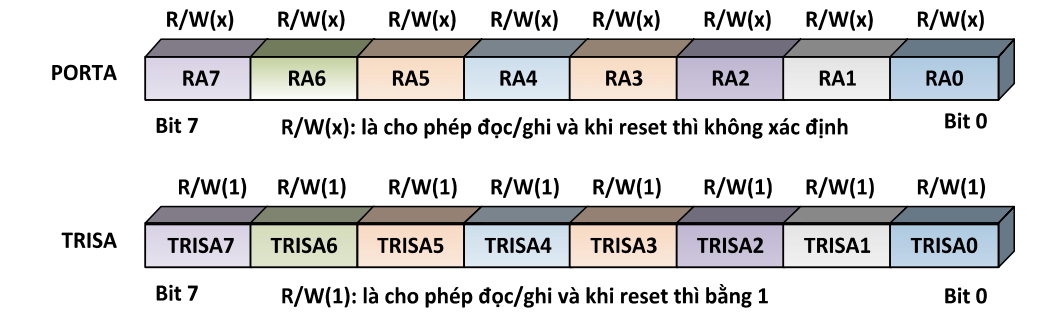 R/W(x) R/W(x) R/W(x) R/W(x) R/W(x) R/W(x) R/W(x) R/W(x)
PORTA RA7 RA6 RA5 RA4 RA3 RA2 RA1 RA0
Bit 7 R/W(x): là cho phép đọc/ghi và khi reset thì không xác định Bit 0
R/W(1) R/W(1) R/W(1) R/W(1) R/W(1) R/W(1) R/W(1) R/W(1)
TRISA TRISA7 TRISA6 TRISA5 TRISA4 TRISA3 TRISA2 TRISA1 TRISA0
Bit 7 R/W(1): là cho phép đọc/ghi và khi reset thì bằng 1 Bit 0